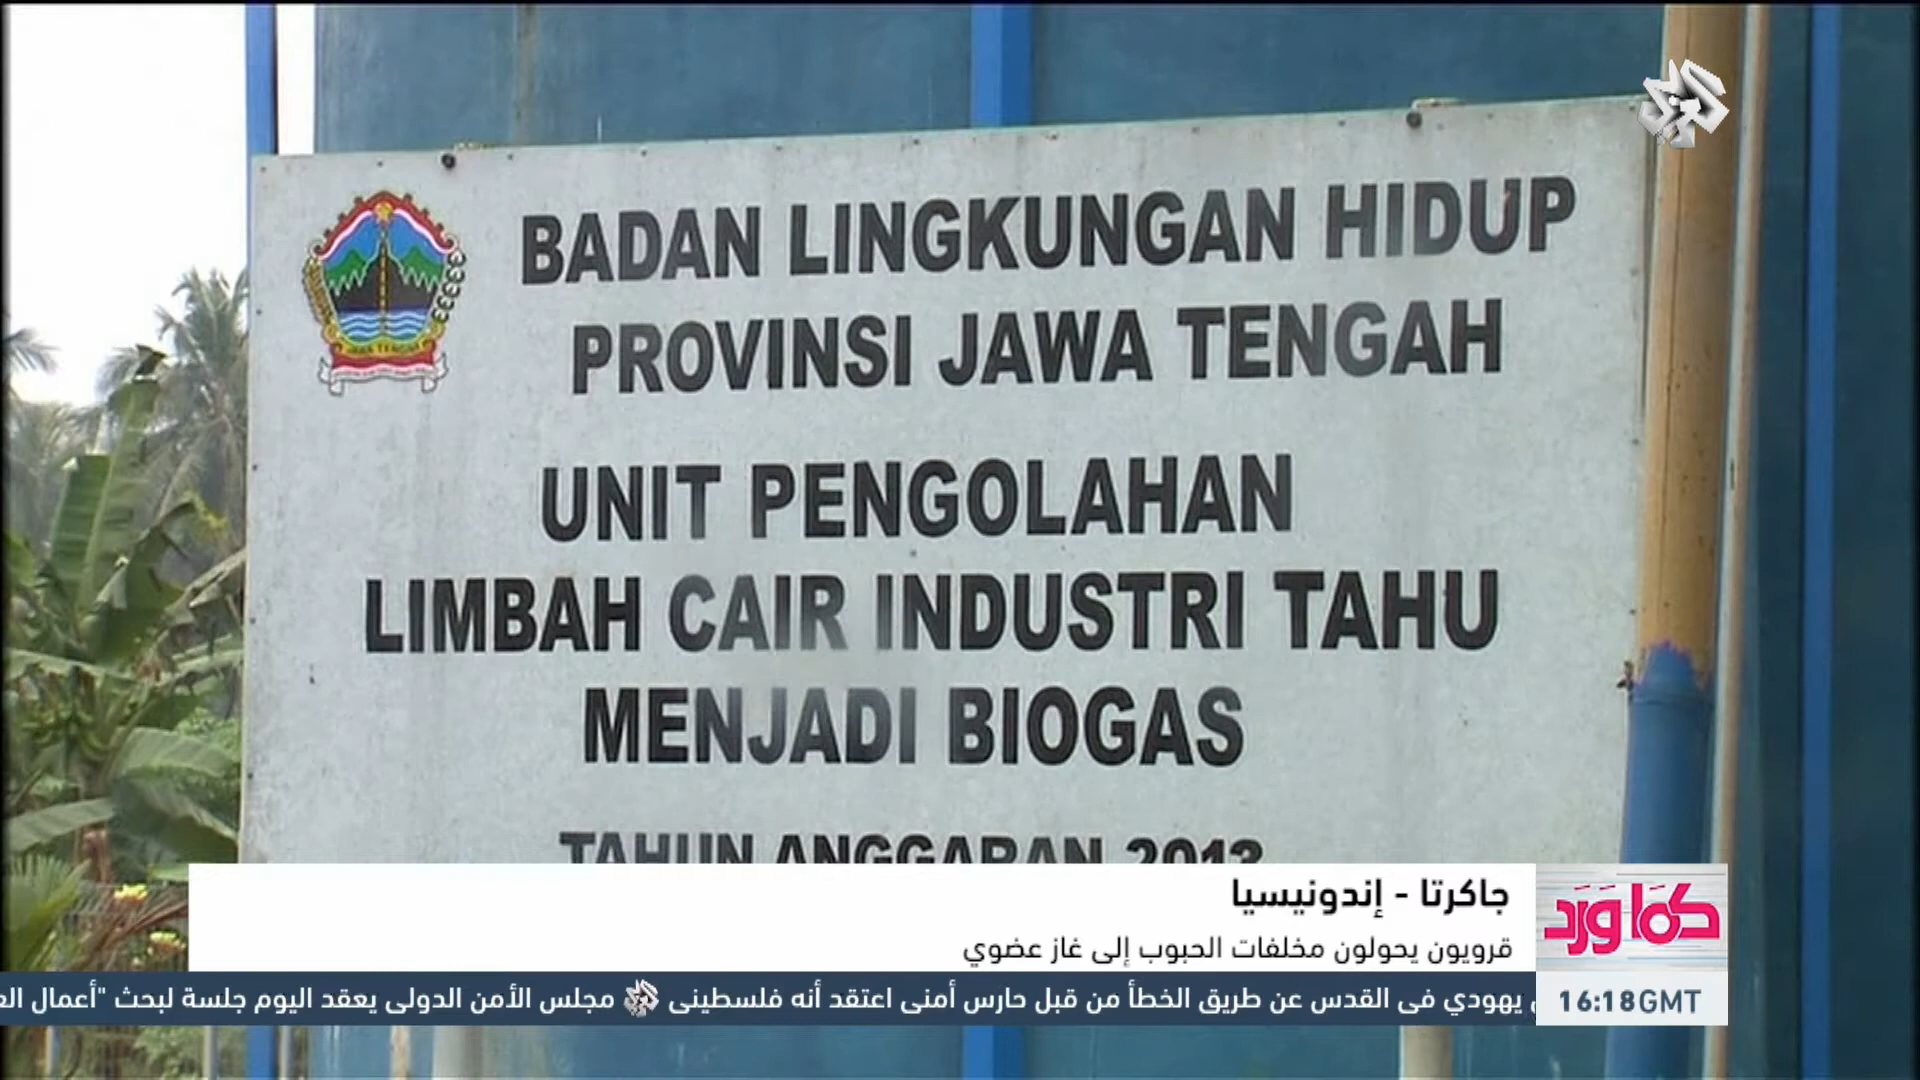 BADAN LINGKUNGAN HIDUP
PROVINSI JAWA TENGAH
UNIT PENGOLAHAN
LIMBAH CAIR INDUSTRI TAHU
MENJADI BIOGAS
TAHUN ANGGARAN 2013
JAWA TENGAH
جاكرتا - إندونيسيا
قرويون يحولون مخلفات الحبوب إلى غاز عضوي
كما وَرَد
يهودي في القدس عن طريق الخطأ من قبل حارس أمني اعتقد أنه فلسطيني مجلس الأمن الدولي يعقد اليوم جلسة لبحث "أعمال
16:18GMT